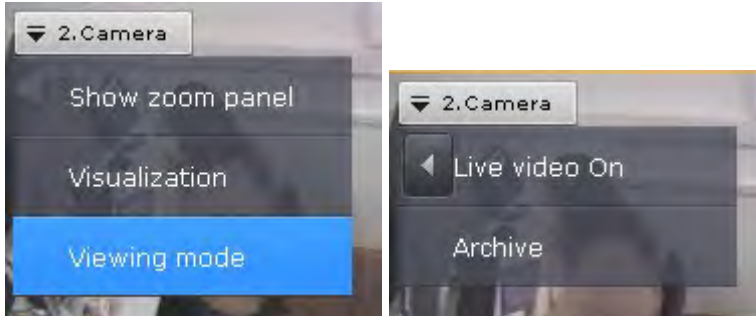 2.Camera
Show zoom panel
Visualization
Viewing mode
2.Camera
Live video On
Archive